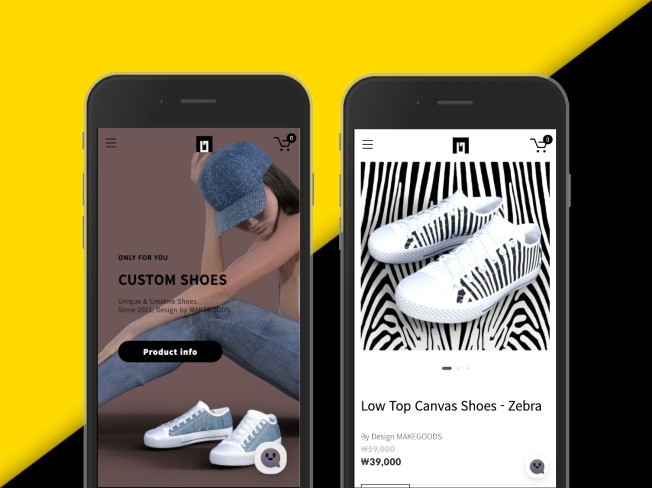 0
ONLY FOR YOU
CUSTOM SHOES
Unique & Creative Shoes.
Since 2021, Design by MAKEGOODS.
Product info
0
Low Top Canvas Shoes - Zebra
By Design MAKEGOODS.
₩59,000
₩39,000